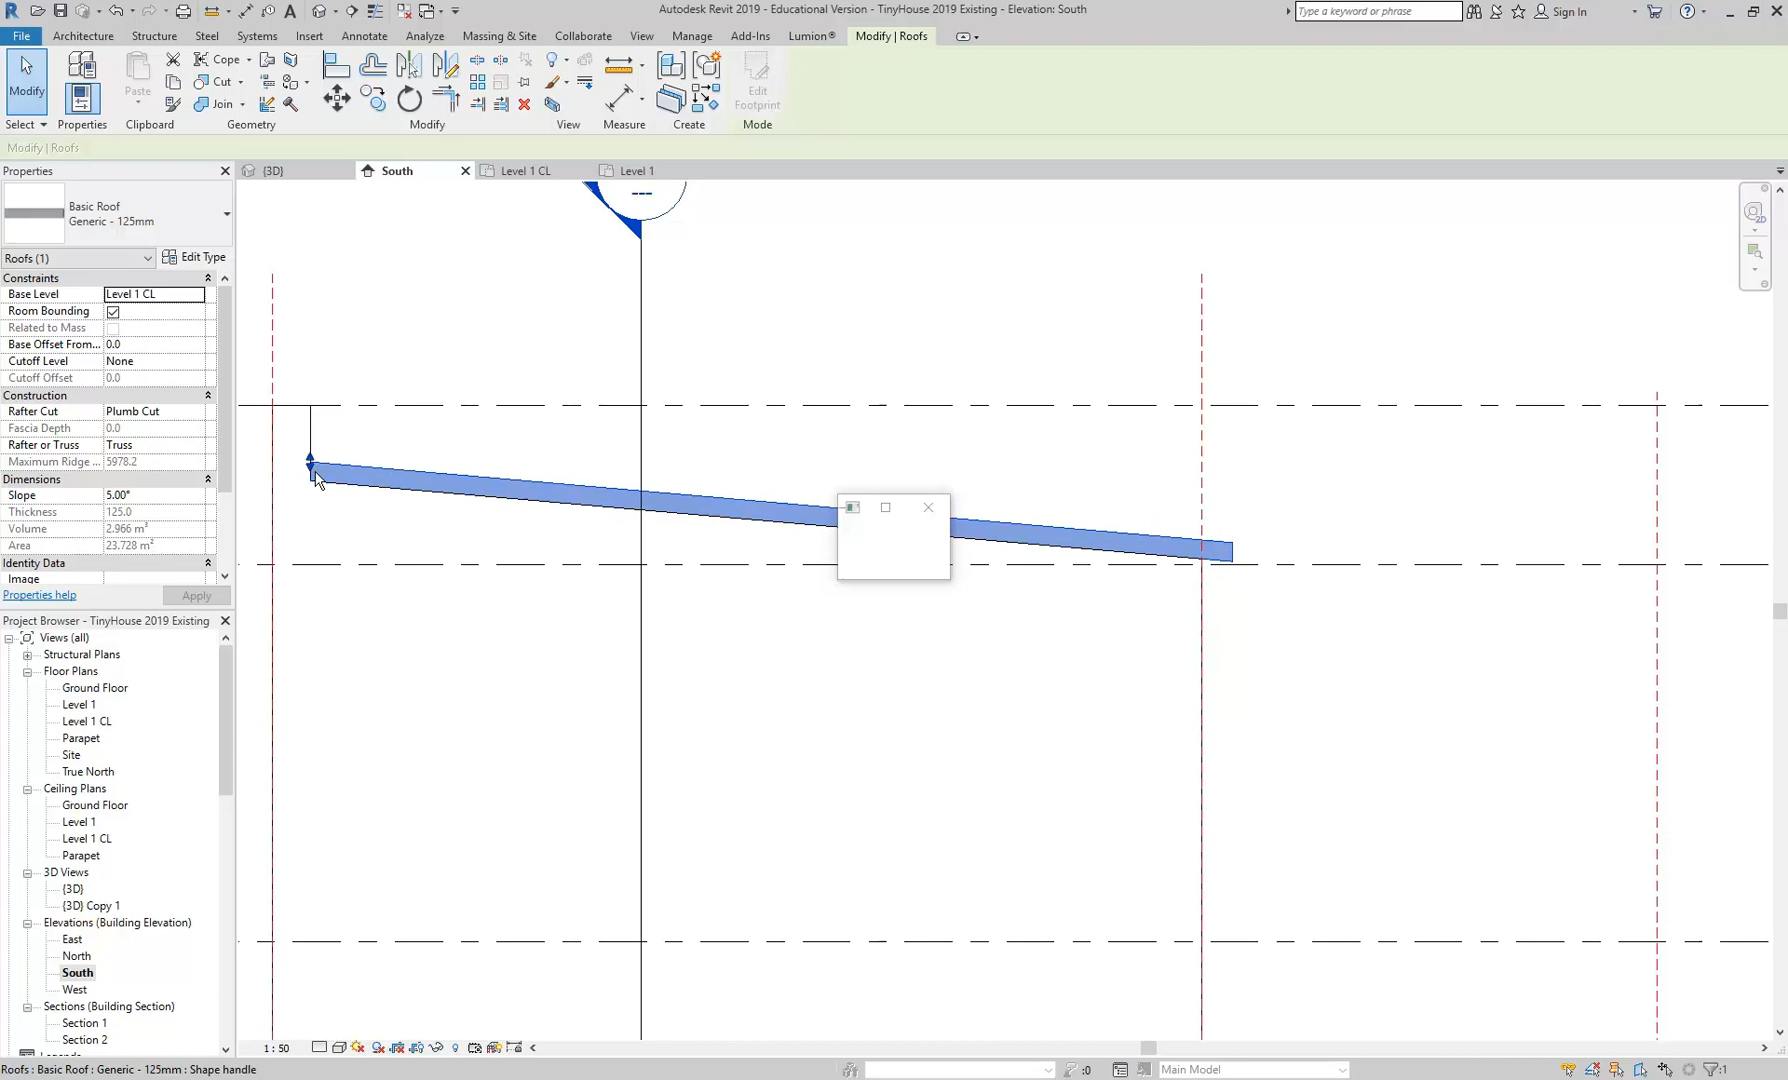 Autodesk Revit 2019 - Educational Version - TinyHouse 2019 Existing - Elevation: South
Type a keyword or phrase
Sign In
File
Architecture
Structure
Steel
Systems
Insert
Annotate
Analyze
Massing & Site
Collaborate
View
Manage
Add-Ins
Lumion®
Modify | Roofs
Modify
Paste
Cope
Cut
Join
Edit
Footprint
Select
Properties
Clipboard
Geometry
Modify
View
Measure
Create
Mode
Modify | Roofs
Properties
{3D}
South
Level 1 CL
Level 1
Basic Roof
Generic - 125mm
Roofs (1)
Edit Type
Constraints
Base Level Level 1 CL
Room Bounding
Related to Mass
Base Offset From... 0.0
Cutoff Level None
Cutoff Offset 0.0
Construction
Rafter Cut Plumb Cut
Fascia Depth 0.0
Rafter or Truss Truss
Maximum Ridge ... 5978.2
Dimensions
Slope 5.00°
Thickness 125.0
Volume 2.966 m³
Area 23.728 m²
Identity Data
Image
Properties help
Apply
Project Browser - TinyHouse 2019 Existing
Views (all)
Structural Plans
Floor Plans
Ground Floor
Level 1
Level 1 CL
Parapet
Site
True North
Ceiling Plans
Ground Floor
Level 1
Level 1 CL
Parapet
3D Views
{3D}
{3D} Copy 1
Elevations (Building Elevation)
East
North
South
West
Sections (Building Section)
Section 1
Section 2
1 : 50
Roofs : Basic Roof : Generic - 125mm : Shape handle
:0
Main Model
:1